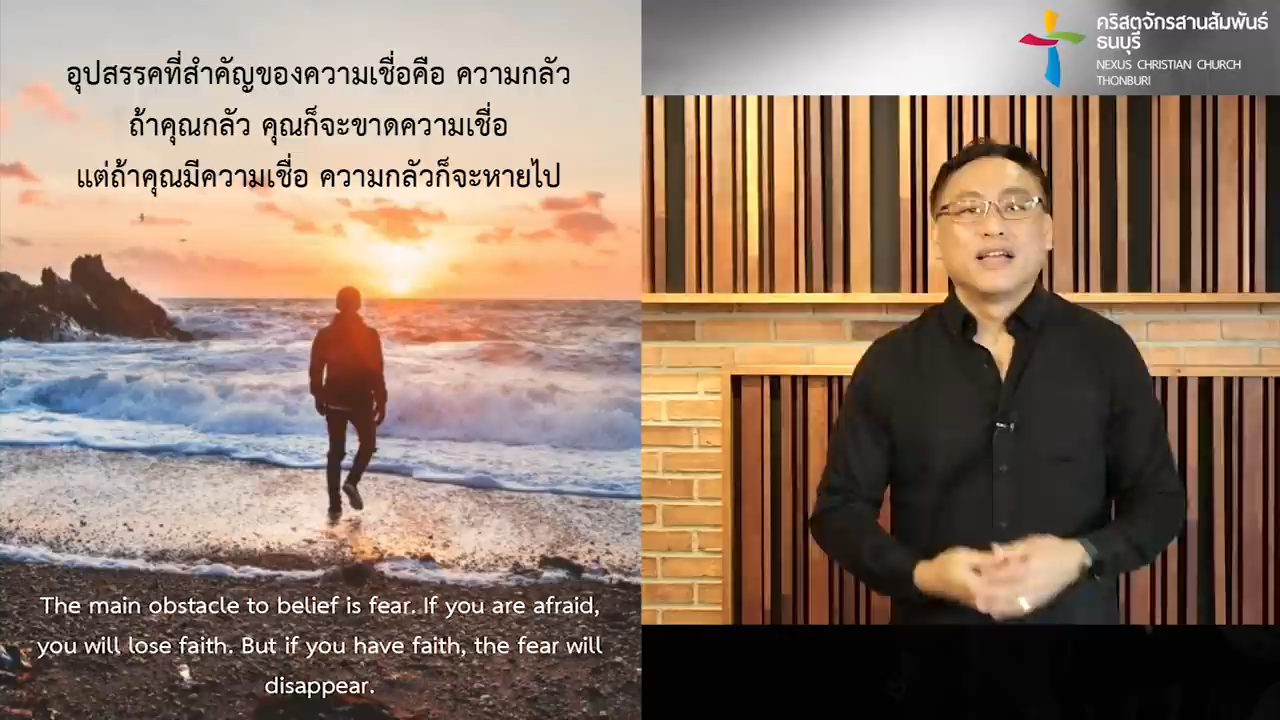 อุปสรรคที่สำคัญของความเชื่อคือ ความกลัว
ถ้าคุณกลัว คุณก็จะขาดความเชื่อ
แต่ถ้าคุณมีความเชื่อ ความกลัวก็จะหายไป
The main obstacle to belief is fear. If you are afraid,
you will lose faith. But if you have faith, the fear will
disappear.
คริสตจักรสานสัมพันธ์
ธนบุรี
NEXUS CHRISTIAN CHURCH
THONBURI